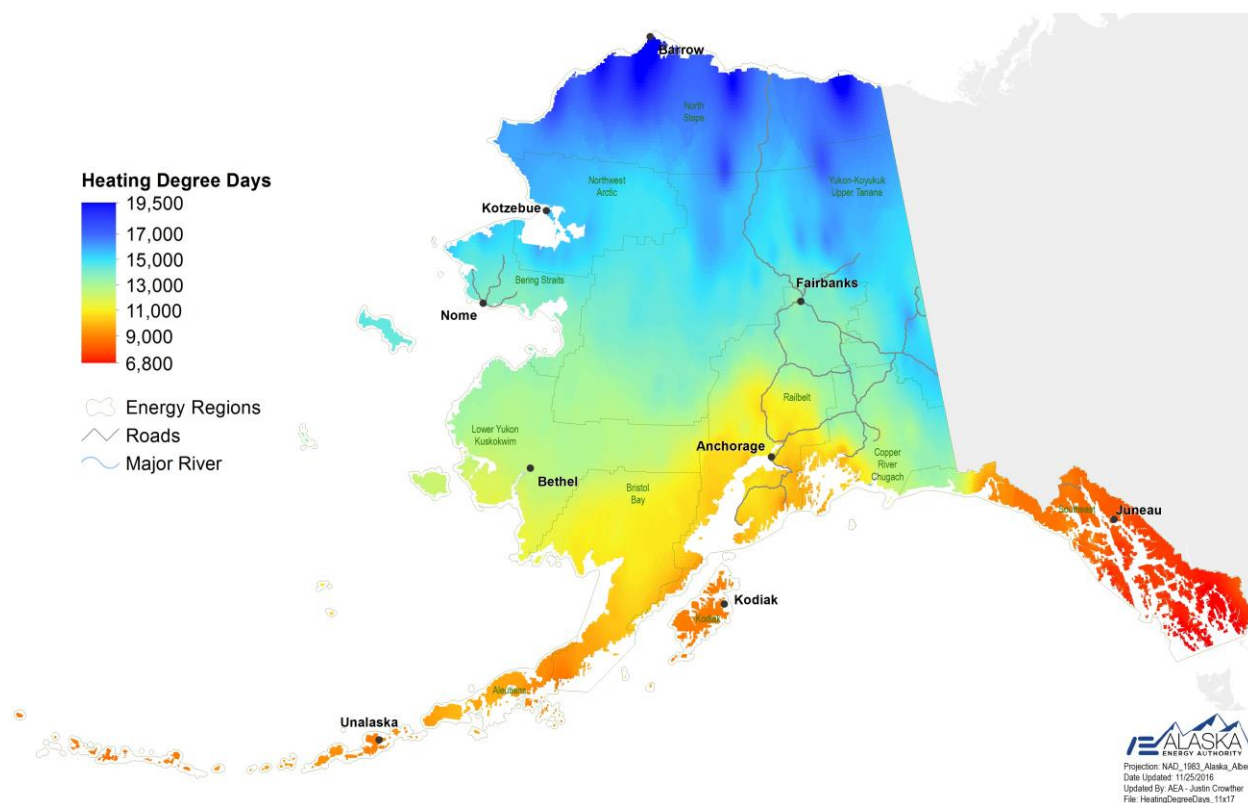 Barrow
North
Slope
Heating Degree Days
19,500
17,000
15,000
13,000
11,000
9,000
6,800
Energy Regions
Roads
Major River
Northwest
Arctic
Yukon-Koyukuk
Upper Tanana
Kotzebue
Bering Straits
Fairbanks
Nome
Railbelt
Lower Yukon
Kuskokwim
Anchorage
Copper
River
Chugach
Bethel
Bristol
Bay
Southeast
Juneau
Kodiak
Kodiak
Aleutians
Unalaska
ALASKA
ENERGY AUTHORITY
Projection: NAD_1983_Alaska_Albe
Date Updated: 11/25/2016
Updated By: AEA - Justin Crowther
File: HeatingDegreeDays_11x17